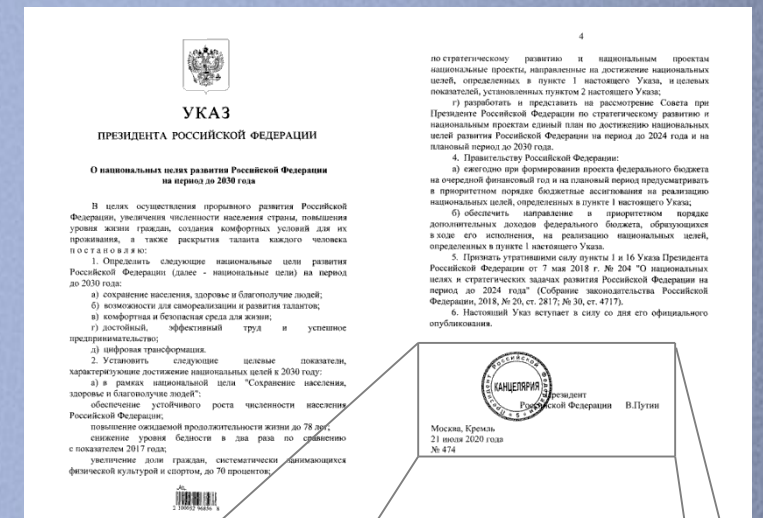 УКАЗ
ПРЕЗИДЕНТА РОССИЙСКОЙ ФЕДЕРАЦИИ
О национальных целях развития Российской Федерации
на период до 2030 года
В целях осуществления прорывного развития Российской
Федерации, увеличения численности населения страны, повышения
уровня жизни граждан, создания комфортных условий для их
проживания, а также раскрытия таланта каждого человека
постановляю:
1. Определить следующие национальные цели развития
Российской Федерации (далее - национальные цели) на период
до 2030 года:
а) сохранение населения, здоровье и благополучие людей;
б) возможности для самореализации и развития талантов;
в) комфортная и безопасная среда для жизни;
г) достойный, эффективный труд и успешное
предпринимательство;
д) цифровая трансформация.
2. Установить следующие целевые показатели,
характеризующие достижение национальных целей к 2030 году:
а) в рамках национальной цели "Сохранение населения,
здоровье и благополучие людей":
обеспечение устойчивого роста численности населения
Российской Федерации;
повышение ожидаемой продолжительности жизни до 78 лет;
снижение уровня бедности в два раза по сравнению
с показателем 2017 года;
увеличение доли граждан, систематически занимающихся
физической культурой и спортом, до 70 процентов;
4
по стратегическому развитию и национальным проектам
национальные проекты, направленные на достижение национальных
целей, определенных в пункте 1 настоящего Указа, и целевых
показателей, установленных пунктом 2 настоящего Указа;
г) разработать и представить на рассмотрение Совета при
Президенте Российской Федерации по стратегическому развитию и
национальным проектам единый план по достижению национальных
целей развития Российской Федерации на период до 2024 года и на
плановый период до 2030 года.
4. Правительству Российской Федерации:
а) ежегодно при формировании проекта федерального бюджета
на очередной финансовый год и на плановый период предусматривать
в приоритетном порядке бюджетные ассигнования на реализацию
национальных целей, определенных в пункте 1 настоящего Указа;
б) обеспечить направление в приоритетном порядке
дополнительных доходов федерального бюджета, образующихся
в ходе его исполнения, на реализацию национальных целей,
определенных в пункте 1 настоящего Указа.
5. Признать утратившими силу пункты 1 и 16 Указа Президента
Российской Федерации от 7 мая 2018 г. № 204 "О национальных
целях и стратегических задачах развития Российской Федерации на
период до 2024 года" (Собрание законодательства Российской
Федерации, 2018, № 20, ст. 2817; № 30, ст. 4717).
6. Настоящий Указ вступает в силу со дня его официального
опубликования.
Президент Российской Федерации
КАНЦЕЛЯРИЯ
Президент
Российской Федерации В.Путин
Москва, Кремль
21 июля 2020 года
№ 474